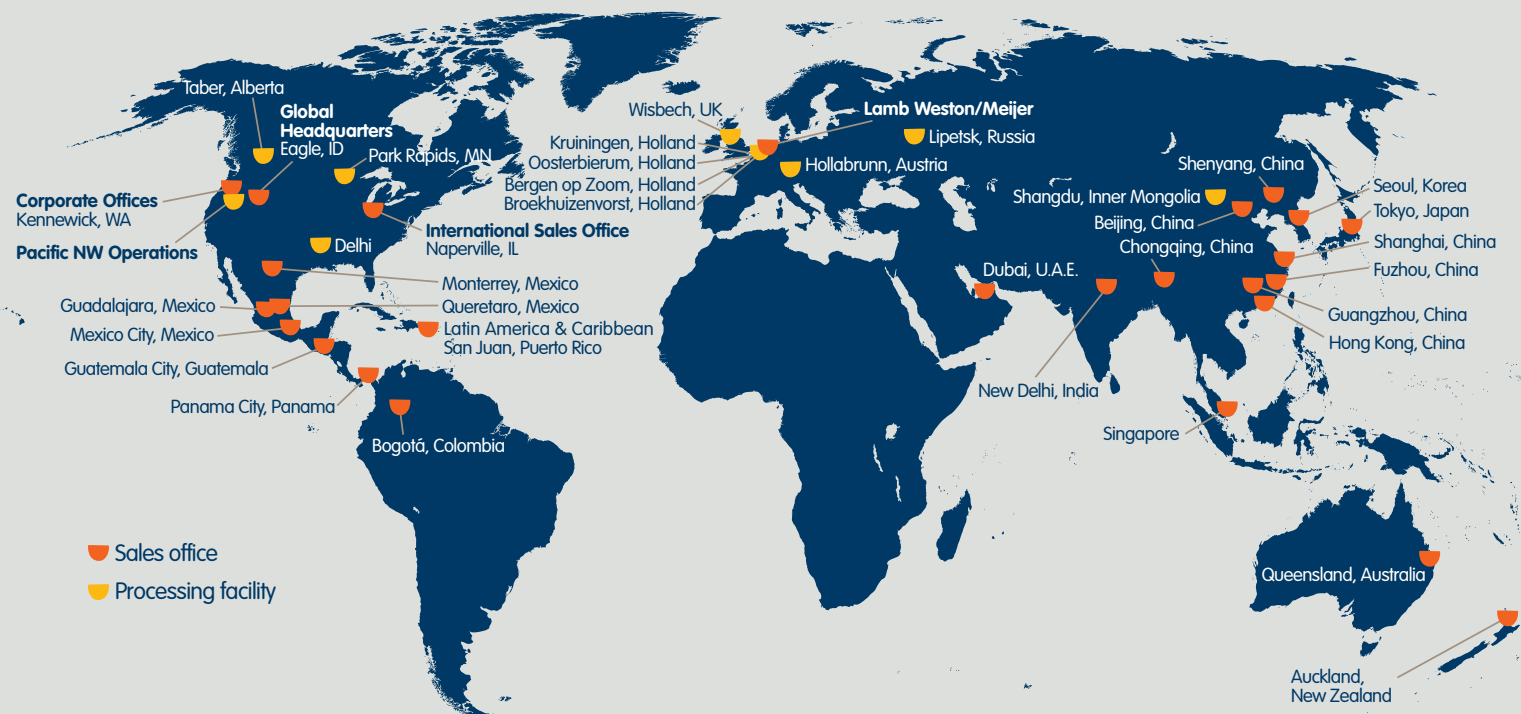 Taber, Alberta
Global
Headquarters
Eagle, ID
Park Rapids, MN
Corporate Offices
Kennewick, WA
Pacific NW Operations
International Sales Office
Naperville, IL
Delhi
Monterrey, Mexico
Guadalajara, Mexico
Queretaro, Mexico
Mexico City, Mexico
Latin America & Caribbean
San Juan, Puerto Rico
Guatemala City, Guatemala
Panama City, Panama
Bogotá, Colombia
Wisbech, UK
Lamb Weston/Meijer
Kruiningen, Holland
Oosterbierum, Holland
Bergen op Zoom, Holland
Broekhuizenvorst, Holland
Lipetsk, Russia
Hollabrunn, Austria
Shenyang, China
Shangdu, Inner Mongolia
Beijing, China
Chongqing, China
Dubai, U.A.E.
Seoul, Korea
Tokyo, Japan
Shanghai, China
Fuzhou, China
Guangzhou, China
Hong Kong, China
New Delhi, India
Singapore
Queensland, Australia
Auckland,
New Zealand
Sales office
Processing facility